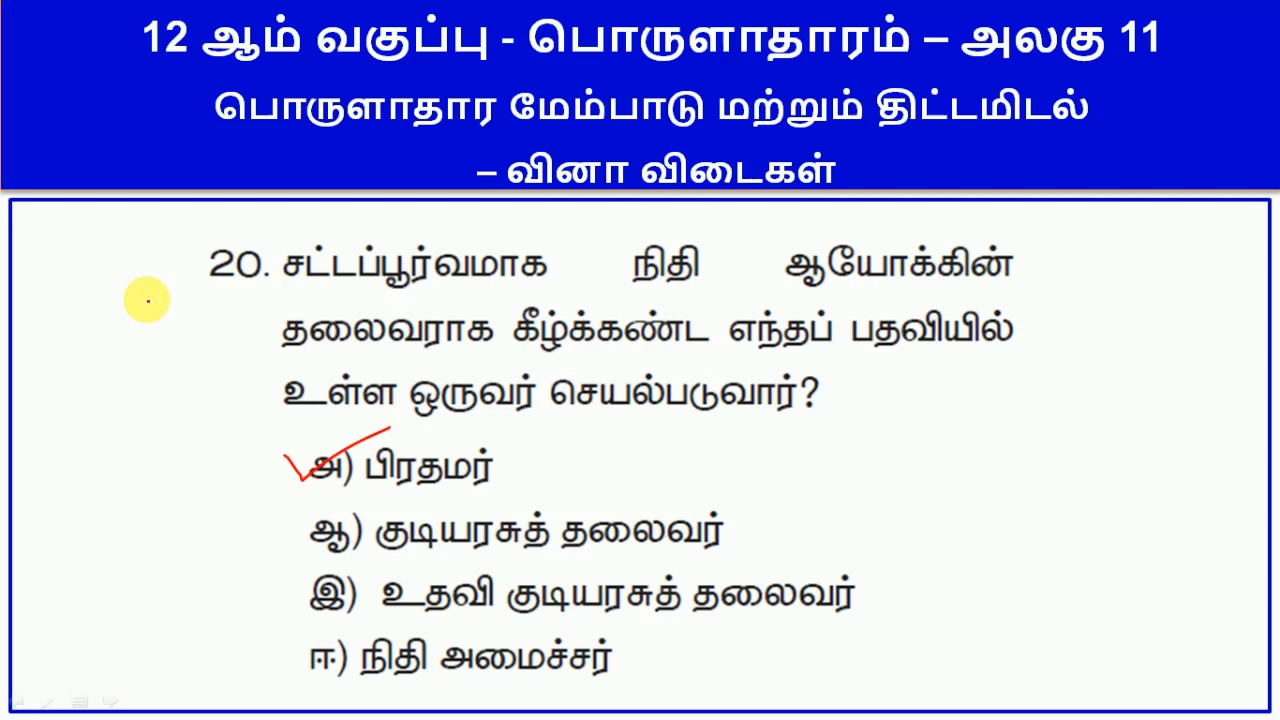 12 ஆம் வகுப்பு - பொருளாதாரம் – அலகு 11
பொருளாதார மேம்பாடு மற்றும் திட்டமிடல்
– வினா விடைகள்
20. சட்டப்பூர்வமாக நிதி ஆயோக்கின்
தலைவராக கீழ்க்கண்ட எந்தப் பதவியில்
உள்ள ஒருவர் செயல்படுவார்?
அ) பிரதமர்
ஆ) குடியரசுத் தலைவர்
இ) உதவி குடியரசுத் தலைவர்
ஈ) நிதி அமைச்சர்